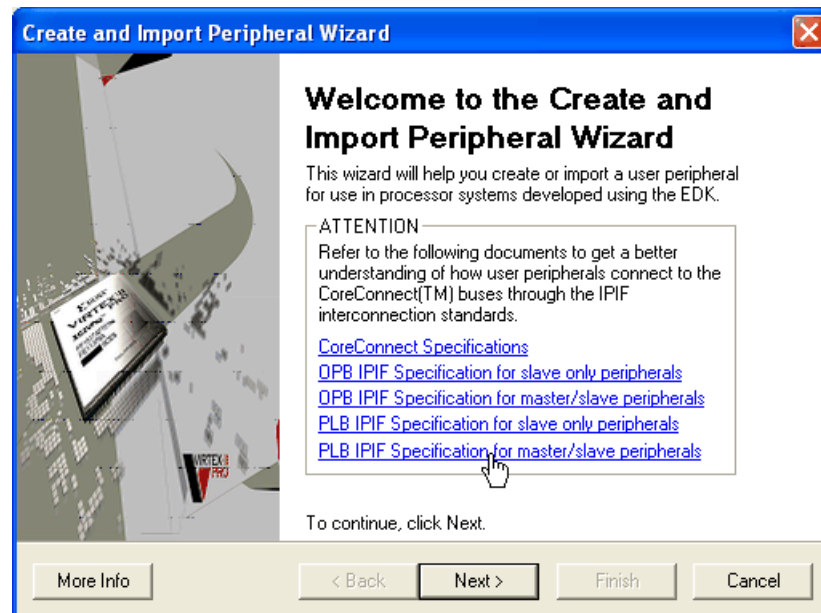 Create and Import Peripheral Wizard
Welcome to the Create and
Import Peripheral Wizard
This wizard will help you create or import a user peripheral
for use in processor systems developed using the EDK.
ATTENTION
Refer to the following documents to get a better
understanding of how user peripherals connect to the
CoreConnect(TM) buses through the IPIF
interconnection standards.
CoreConnect Specifications
OPB IPIF Specification for slave only peripherals
OPB IPIF Specification for master/slave peripherals
PLB IPIF Specification for slave only peripherals
PLB IPIF Specification for master/slave peripherals
VIRTEX-II
PRO
To continue, click Next.
More Info
< Back
Next >
Finish
Cancel